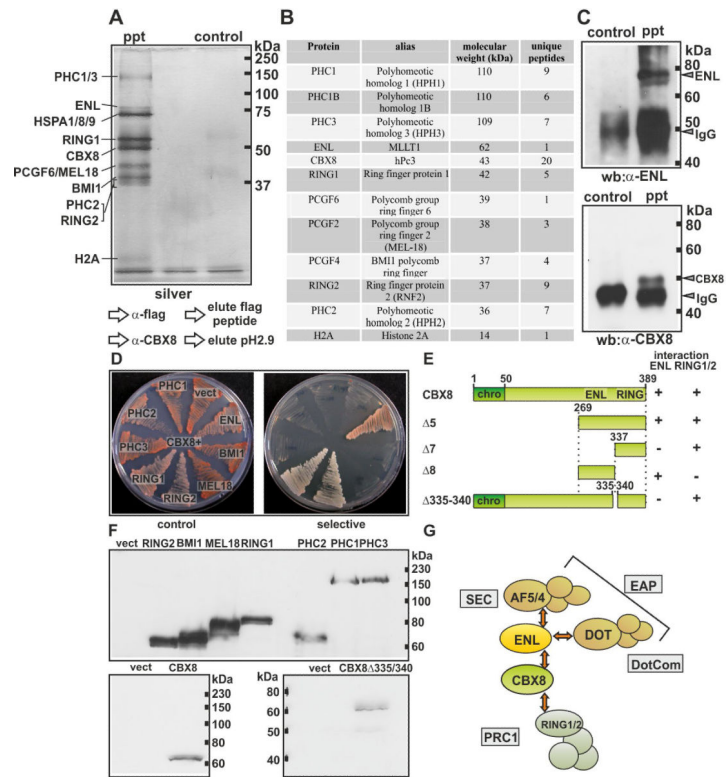 A
ppt control
kDa
250
150
100
75
50
37
PHC1/3
ENL
HSPA1/8/9
RING1
CBX8
PCGF6/MEL18
BMI1
PHC2
RING2
H2A
silver
α-flag
elute flag peptide
α-CBX8
elute pH2.9
B
Protein alias molecular weight (kDa) unique peptides
PHC1 Polyhomeotic homolog 1 (HPH1) 110 9
PHC1B Polyhomeotic homolog 1B 110 6
PHC3 Polyhomeotic homolog 3 (HPH3) 109 7
ENL MLLT1 62 1
CBX8 hPc3 43 20
RING1 Ring finger protein 1 42 5
PCGF6 Polycomb group ring finger 6 39 1
PCGF2 Polycomb group ring finger 2 (MEL-18) 38 3
PCGF4 BMI1 polycomb ring finger 37 4
RING2 Ring finger protein 2 (RNF2) 37 9
PHC2 Polyhomeotic homolog 2 (HPH2) 36 7
H2A Histone 2A 14 1
C
control ppt
kDa
80
ENL
60
IgG
40
wb:α-ENL
control ppt
kDa
80
60
CBX8
IgG
40
wb:α-CBX8
D
PHC1
vect
PHC2
ENL
PHC3
CBX8+
BMI1
RING1
MEL18
RING2
control
selective
E
interaction
ENL RING1/2
1 50 389
CBX8 chro ENL RING + +
269
Δ5 + +
337
Δ7 - +
Δ8 + -
335-340
Δ335-340 chro - +
F
vect RING2 BMI1 MEL18 RING1 PHC2 PHC1 PHC3
kDa
230
150
100
80
60
vect CBX8
kDa
230
150
100
80
60
vect CBX8Δ335/340
kDa
80
60
50
40
G
SEC
AF5/4
EAP
ENL
DOT
DotCom
CBX8
PRC1
RING1/2